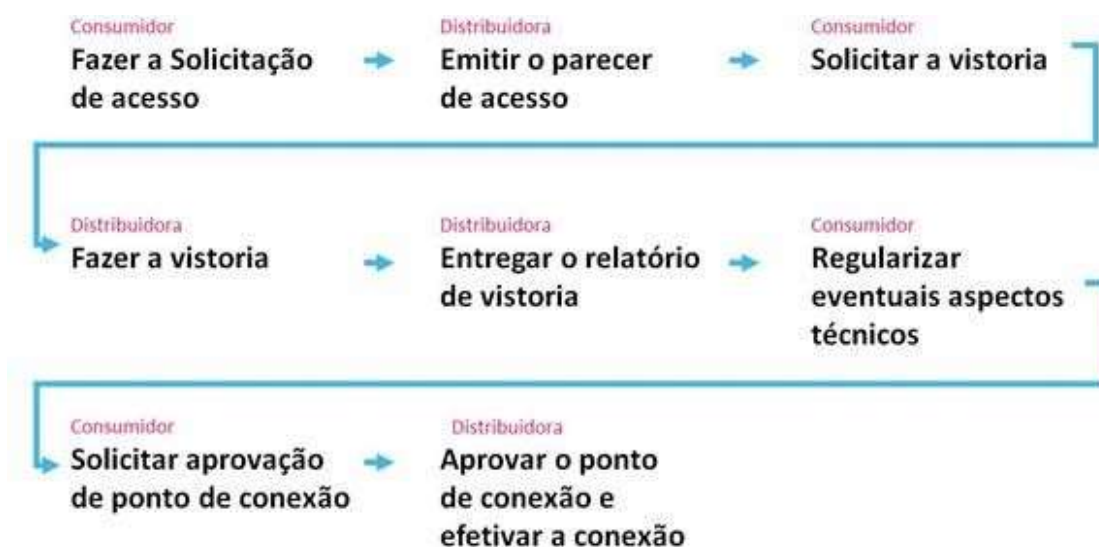 Consumidor
Fazer a Solicitação
de acesso
Distribuidora
Emitir o parecer
de acesso
Consumidor
Solicitar a vistoria
Distribuidora
Fazer a vistoria
Distribuidora
Entregar o relatório
de vistoria
Consumidor
Regularizar
eventuais aspectos
técnicos
Consumidor
Solicitar aprovação
de ponto de conexão
Distribuidora
Aprovar o ponto
de conexão e
efetivar a conexão